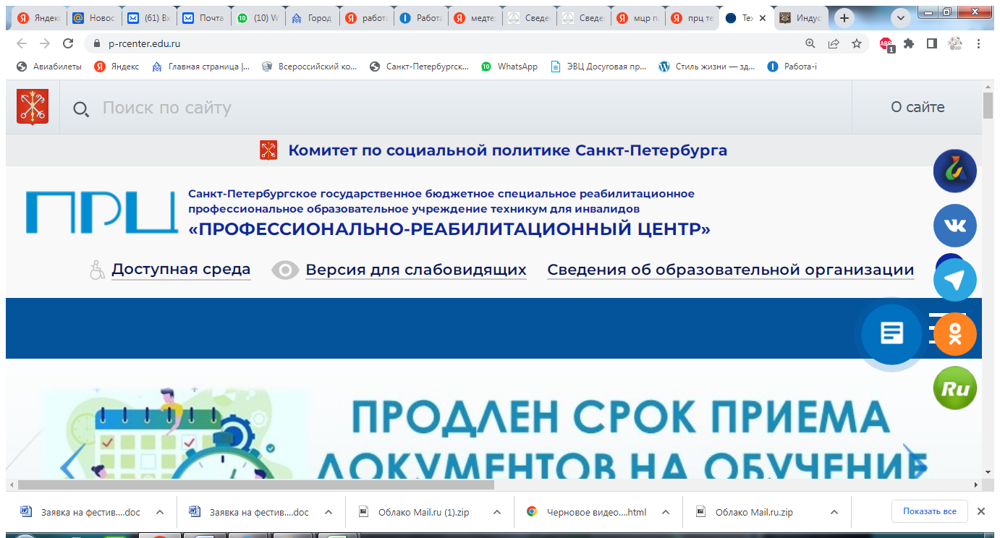 Яндекс Новос (61) Вх Почта (10) W Город работа Работа медтех Сведе Сведе мцр п прц те Тех Индус
p-rcenter.edu.ru
Авиабилеты Яндекс Главная страница |... Всероссийский ко... Санкт-Петербургск... WhatsApp ЭВЦ Досуговая пр... Стиль жизни — зд... Работа-i
Поиск по сайту О сайте
Комитет по социальной политике Санкт-Петербурга
ПРЦ
Санкт-Петербургское государственное бюджетное специальное реабилитационное
профессиональное образовательное учреждение техникум для инвалидов
«ПРОФЕССИОНАЛЬНО-РЕАБИЛИТАЦИОННЫЙ ЦЕНТР»
Доступная среда Версия для слабовидящих Сведения об образовательной организации
Ru
ПРОДЛЕН СРОК ПРИЕМА
ДОКУМЕНТОВ НА ОБУЧЕНИЕ
Заявка на фестив....doc Заявка на фестив....doc Облако Mail.ru (1).zip Черновое видео....html Облако Mail.ru.zip Показать все